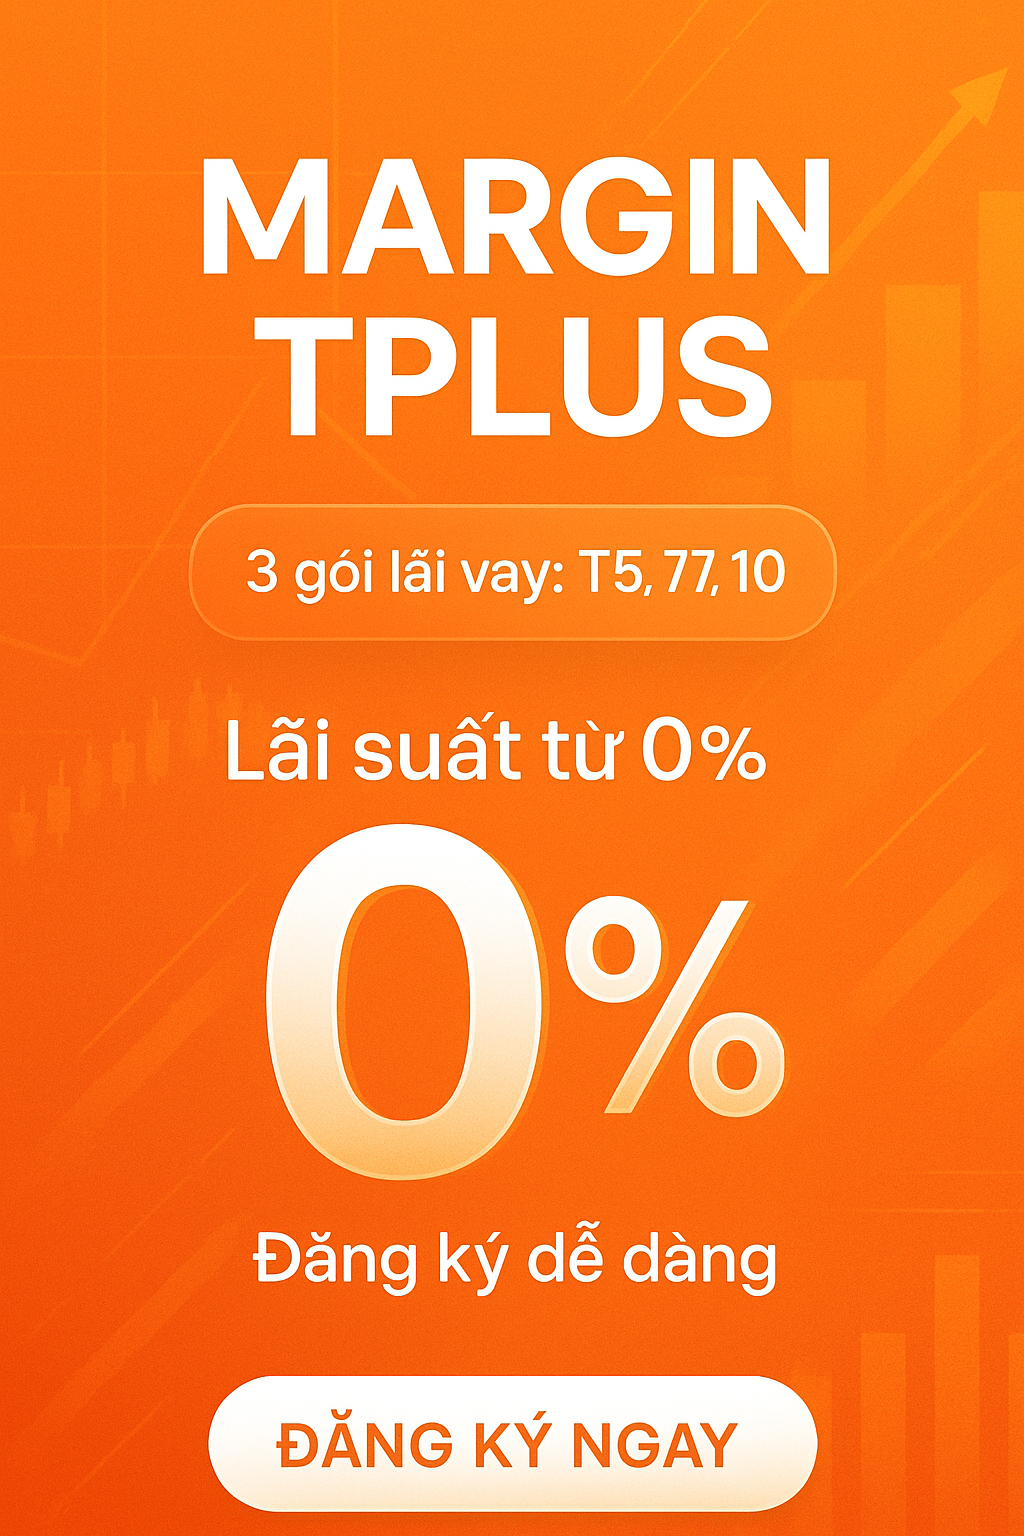 MARGIN
TPLUS
3 gói lãi vay: T5, 77, 10
Lãi suất từ 0%
0%
Đăng ký dễ dàng
ĐĂNG KÝ NGAY